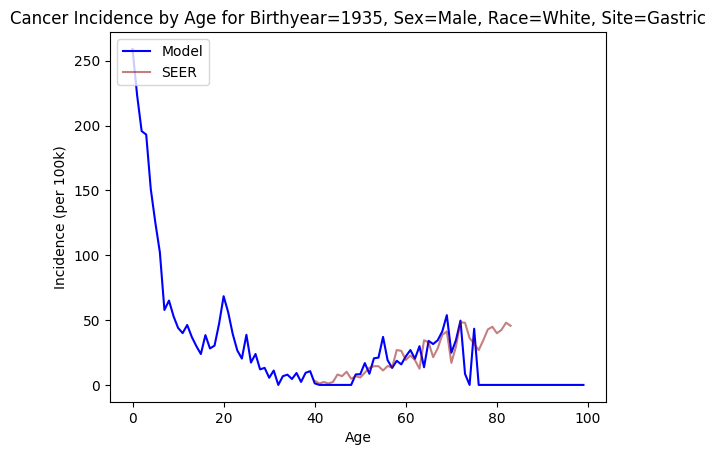 Cancer Incidence by Age for Birthyear=1935, Sex=Male, Race=White, Site=Gastric
Model
SEER
250
200
150
100
50
0
Incidence (per 100k)
0 20 40 60 80 100
Age